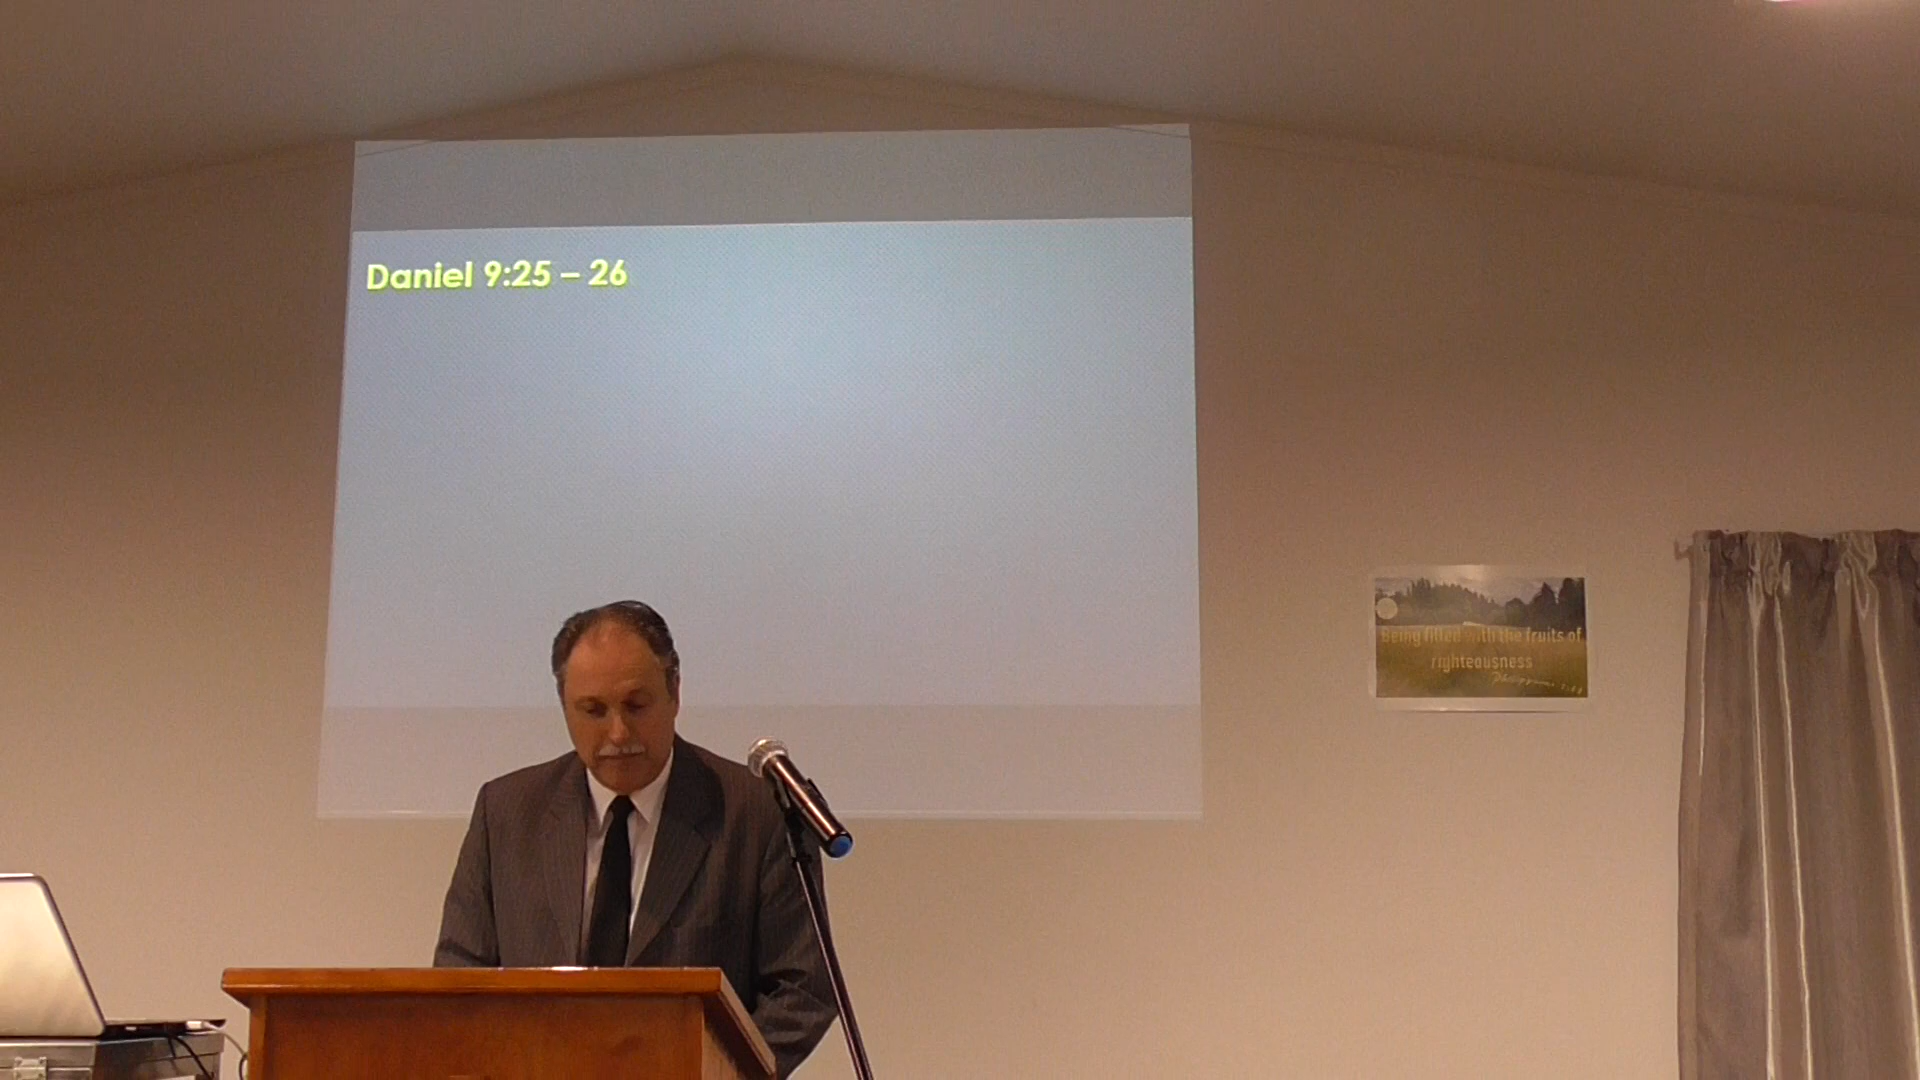 Daniel 9:25 – 26
Being filled with the fruits of
righteousness